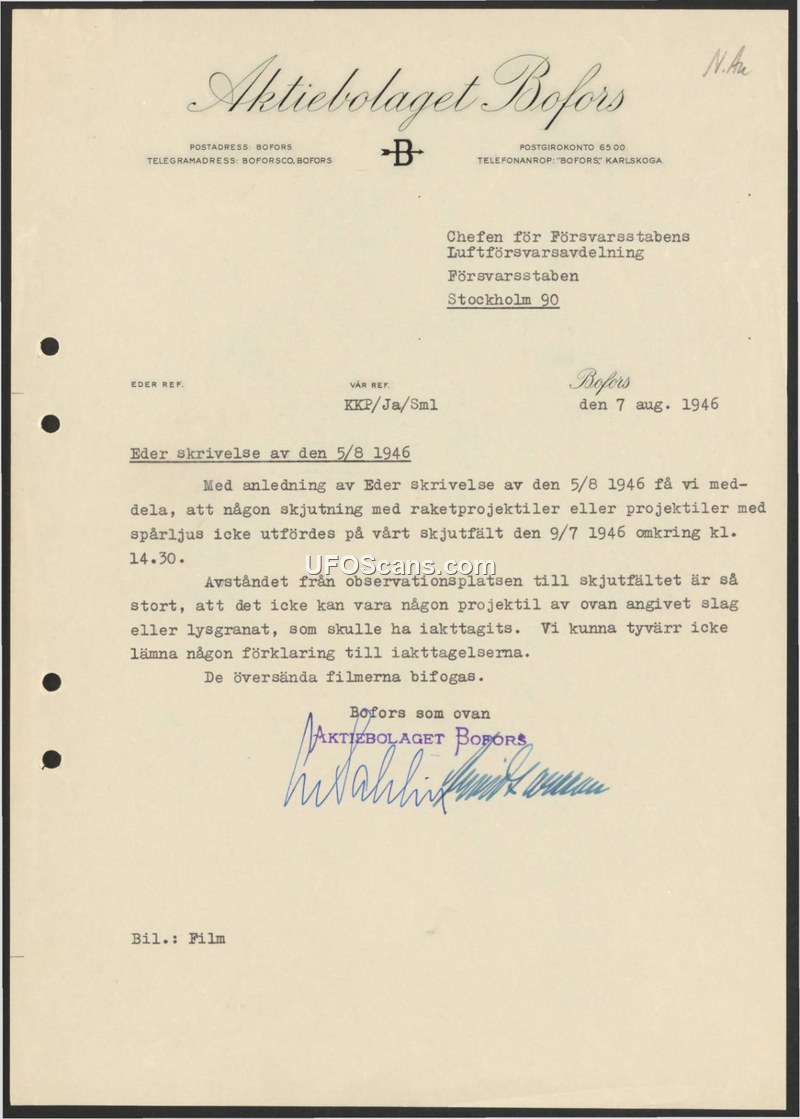 N. An
Aktiebolaget Bofors
POSTADRESS: BOFORS
TELEGRAMADRESS: BOFORSCO, BOFORS
B
POSTGIROKONTO 6500
TELEFONANROP: "BOFORS", KARLSKOGA
Chefen för Försvarsstabens
Luftförsvarsavdelning
Försvarsstaben
Stockholm 90
EDER REF.
VÅR REF.
KKP/Ja/Sml
Bofors
den 7 aug. 1946
Eder skrivelse av den 5/8 1946
Med anledning av Eder skrivelse av den 5/8 1946 få vi med-
dela, att någon skjutning med raketprojektiler eller projektiler med
spårljus icke utfördes på vårt skjutfält den 9/7 1946 omkring kl.
14.30.
UFOScans.com
Avståndet från observationsplatsen till skjutfältet är så
stort, att det icke kan vara någon projektil av ovan angivet slag
eller lysgranat, som skulle ha iakttagits. Vi kunna tyvärr icke
lämna någon förklaring till iakttagelserna.
De översända filmerna bifogas.
Bofors som ovan
AKTIEBOLAGET BOFORS
Bil.: Film